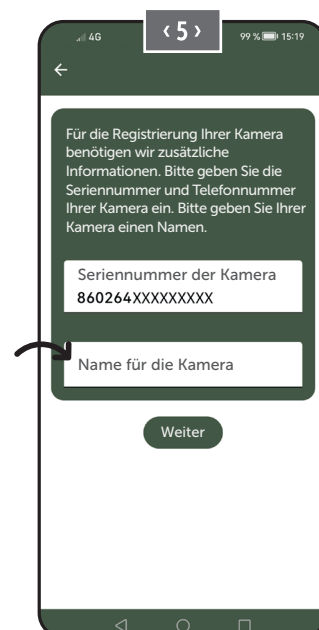 ‹ 5 ›
4G
99 % 15:19
Für die Registrierung Ihrer Kamera
benötigen wir zusätzliche
Informationen. Bitte geben Sie die
Seriennummer und Telefonnummer
Ihrer Kamera ein. Bitte geben Sie Ihrer
Kamera einen Namen.
Seriennummer der Kamera
860264XXXXXXXXX
Name für die Kamera
Weiter